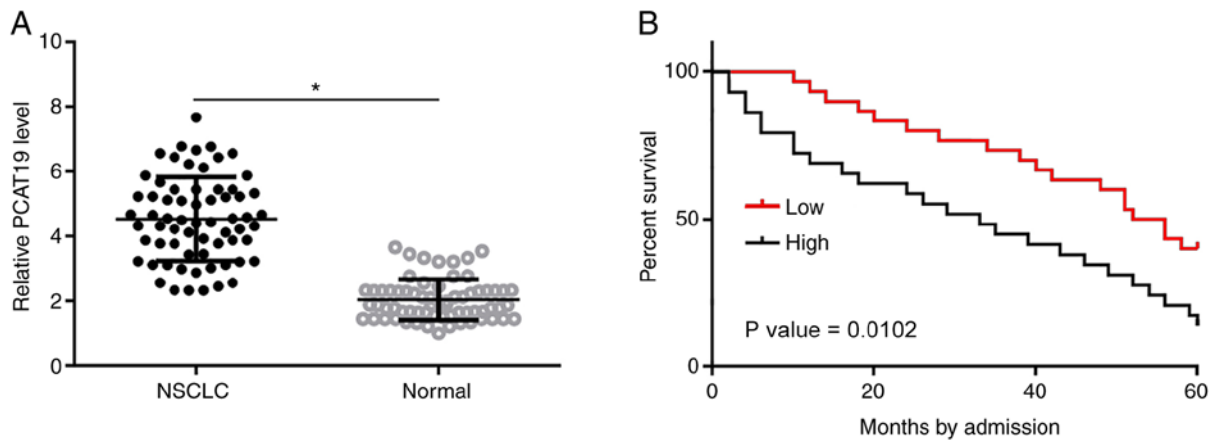 A
Relative PCAT19 level
10
8
6
4
2
0
*
NSCLC
Normal
B
Percent survival
100
50
0
Low
High
P value = 0.0102
0
20
40
60
Months by admission